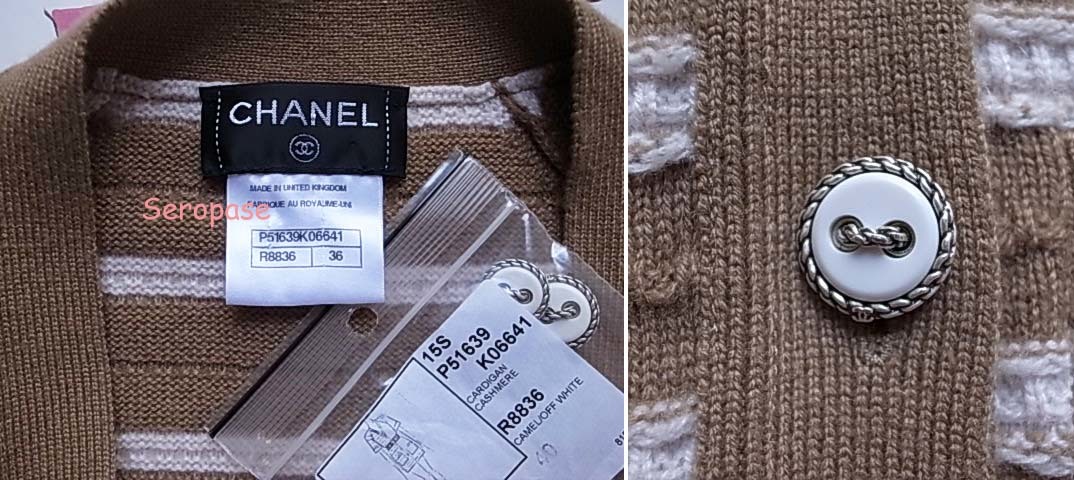 CHANEL
MADE IN UNITED KINGDOM
FABRIQUE AU ROYAUME-UNI
Seropase
P51639K06641
R8836 36
15S
P51639
K06641
CARDIGAN
CASHMERE
R8836
CAMEL/OFF WHITE
40